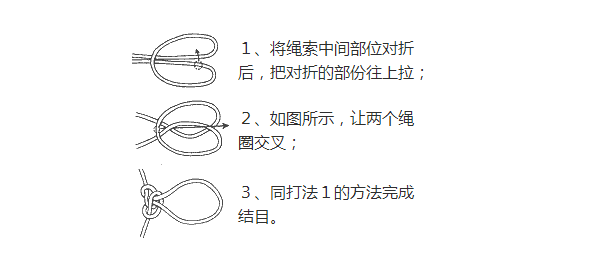 １、将绳索中间部位对折
后，把对折的部份往上拉；
２、如图所示，让两个绳
圈交叉；
３、同打法１的方法完成
结目。